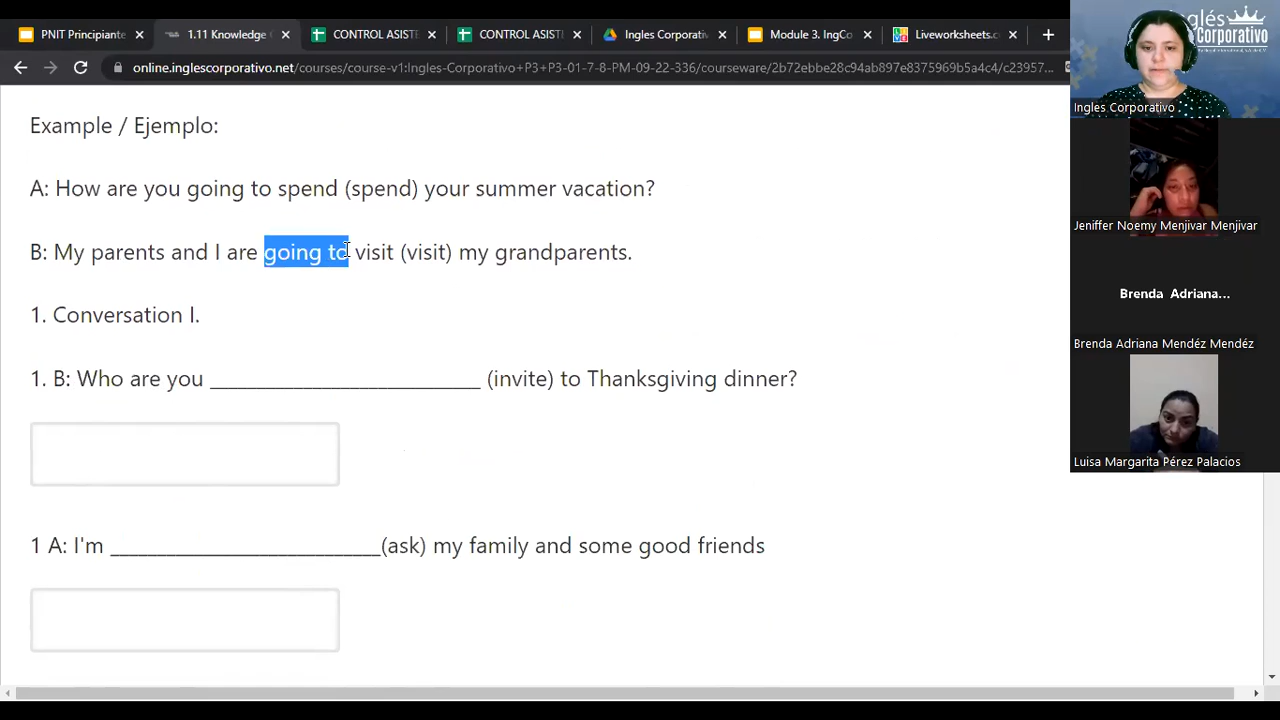 PNIT Principiante
1.11 Knowledge
CONTROL ASIST
CONTROL ASIST
Ingles Corporativ
Module 3. IngCo
Liveworksheets.c
online.inglescorporativo.net/courses/course-v1:Ingles-Corporativo+P3+P3-01-7-8-PM-09-22-336/courseware/2b72ebbe28c94ab897e8375969b5a4c4/c23957...
Example / Ejemplo:
A: How are you going to spend (spend) your summer vacation?
B: My parents and I are going to visit (visit) my grandparents.
1. Conversation I.
1. B: Who are you __________________________ (invite) to Thanksgiving dinner?
1 A: I'm __________________________(ask) my family and some good friends
Inglés
Corporativo
Ingles Corporativo
Jeniffer Noemy Menjivar Menjivar
Brenda Adriana...
Brenda Adriana Mendéz Mendéz
Luisa Margarita Pérez Palacios